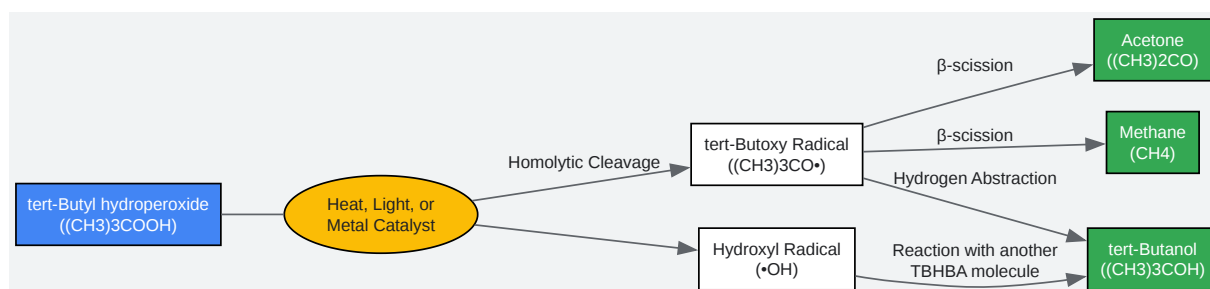 tert-Butyl hydroperoxide
((CH3)3COOH)
Heat, Light, or
Metal Catalyst
Homolytic Cleavage
tert-Butoxy Radical
((CH3)3CO•)
Hydroxyl Radical
(•OH)
β-scission
β-scission
Hydrogen Abstraction
Reaction with another
TBHBA molecule
Acetone
((CH3)2CO)
Methane
(CH4)
tert-Butanol
((CH3)3COH)